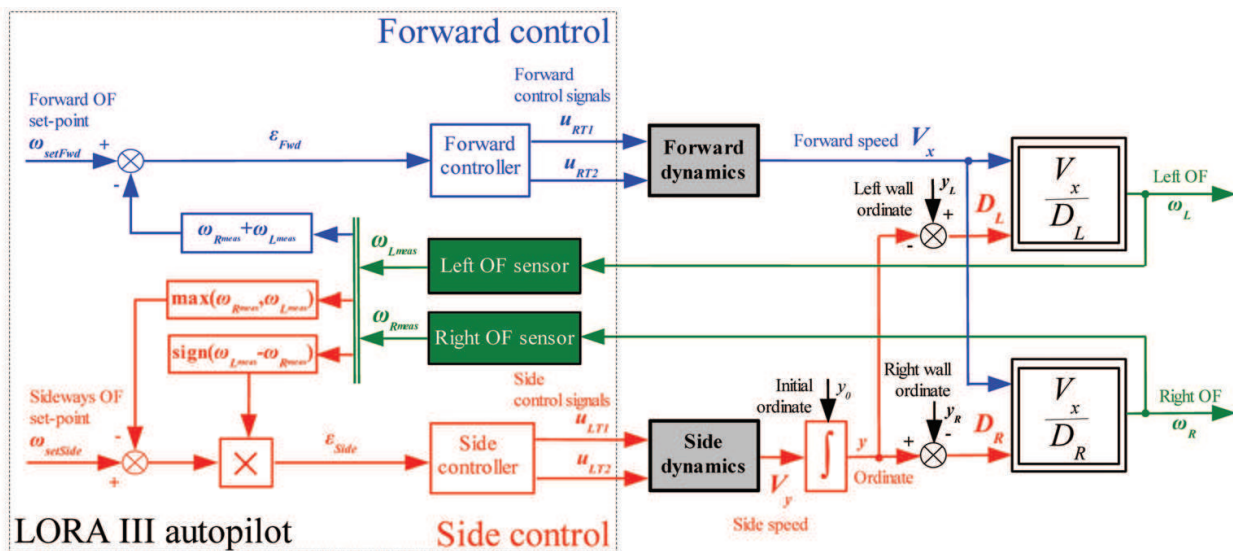 Forward control
Forward OF
set-point
ω_setFwd
+
-
ε_Fwd
Forward
controller
Forward
control signals
u_RT1
u_RT2
Forward
dynamics
Forward speed V_x
Left wall
ordinate
y_L
+
-
D_L
V_x
D_L
Left OF
ω_L
ω_Rmeas+ω_Lmeas
ω_Lmeas
Left OF sensor
max(ω_Rmeas,ω_Lmeas)
ω_Rmeas
Right OF sensor
sign(ω_Lmeas-ω_Rmeas)
Sideways OF
set-point
ω_setSide
-
+
×
ε_Side
Side
controller
Side
control signals
u_LT1
u_LT2
Side
dynamics
V_y
Side speed
Initial
ordinate
y_0
∫
y
Ordinate
Right wall
ordinate
y_R
-
+
D_R
V_x
D_R
Right OF
ω_R
LORA III autopilot
Side control